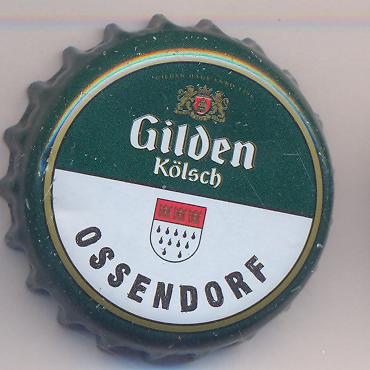 Gilden
Kölsch
OSSENDORF